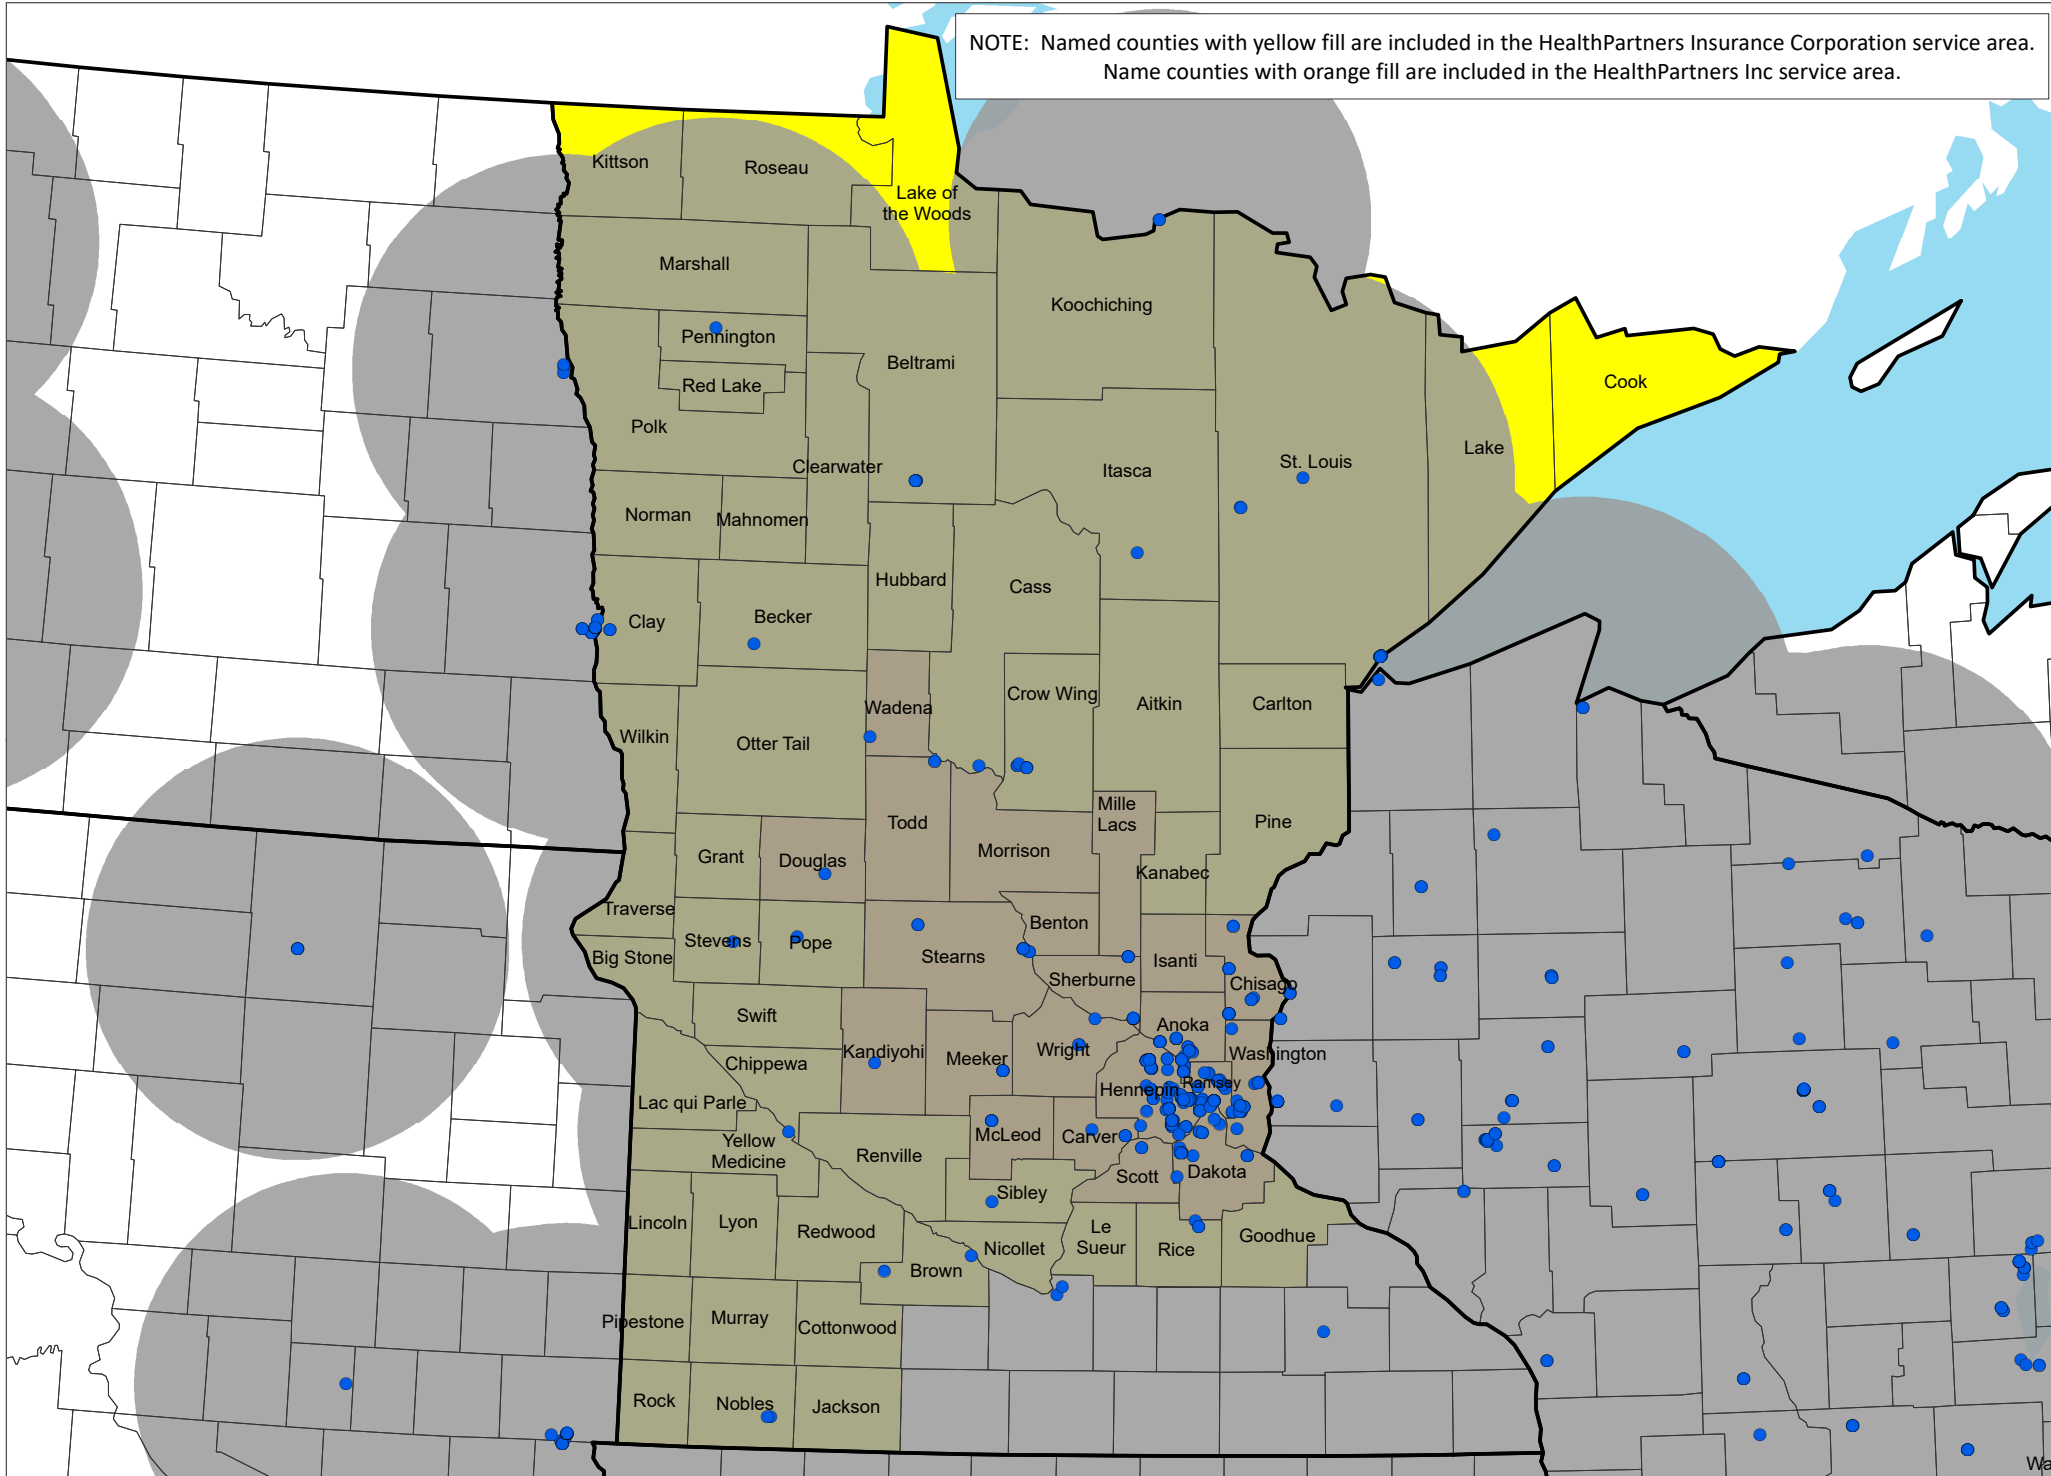 NOTE:  Named counties with yellow fill are included in the HealthPartners Insurance Corporation service area.
Name counties with orange fill are included in the HealthPartners Inc service area.
Kittson
Roseau
Lake of
the Woods
Marshall
Koochiching
Pennington
Beltrami
Red Lake
Cook
Polk
Lake
Clearwater
St. Louis
Itasca
Norman
Mahnomen
Hubbard
Cass
Clay
Becker
Crow Wing
Wadena
Aitkin
Carlton
Wilkin
Otter Tail
Mille
Lacs
Todd
Pine
Morrison
Grant
Douglas
Kanabec
Traverse
Benton
Stevens
Pope
Big Stone
Stearns
Isanti
Sherburne
Chisago
Swift
Anoka
Kandiyohi
Meeker
Wright
Washington
Chippewa
Hennepin
Ramsey
Lac qui Parle
McLeod
Carver
Yellow
Medicine
Renville
Scott
Dakota
Sibley
Lincoln
Lyon
Redwood
Le
Sueur
Nicollet
Rice
Goodhue
Brown
Pipestone
Murray
Cottonwood
Rock
Nobles
Jackson
Wa